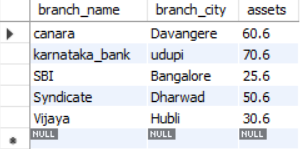 branch_name branch_city assets
canara Davangere 60.6
karnataka_bank udupi 70.6
SBI Bangalore 25.6
Syndicate Dharwad 50.6
Vijaya Hubli 30.6
NULL NULL NULL